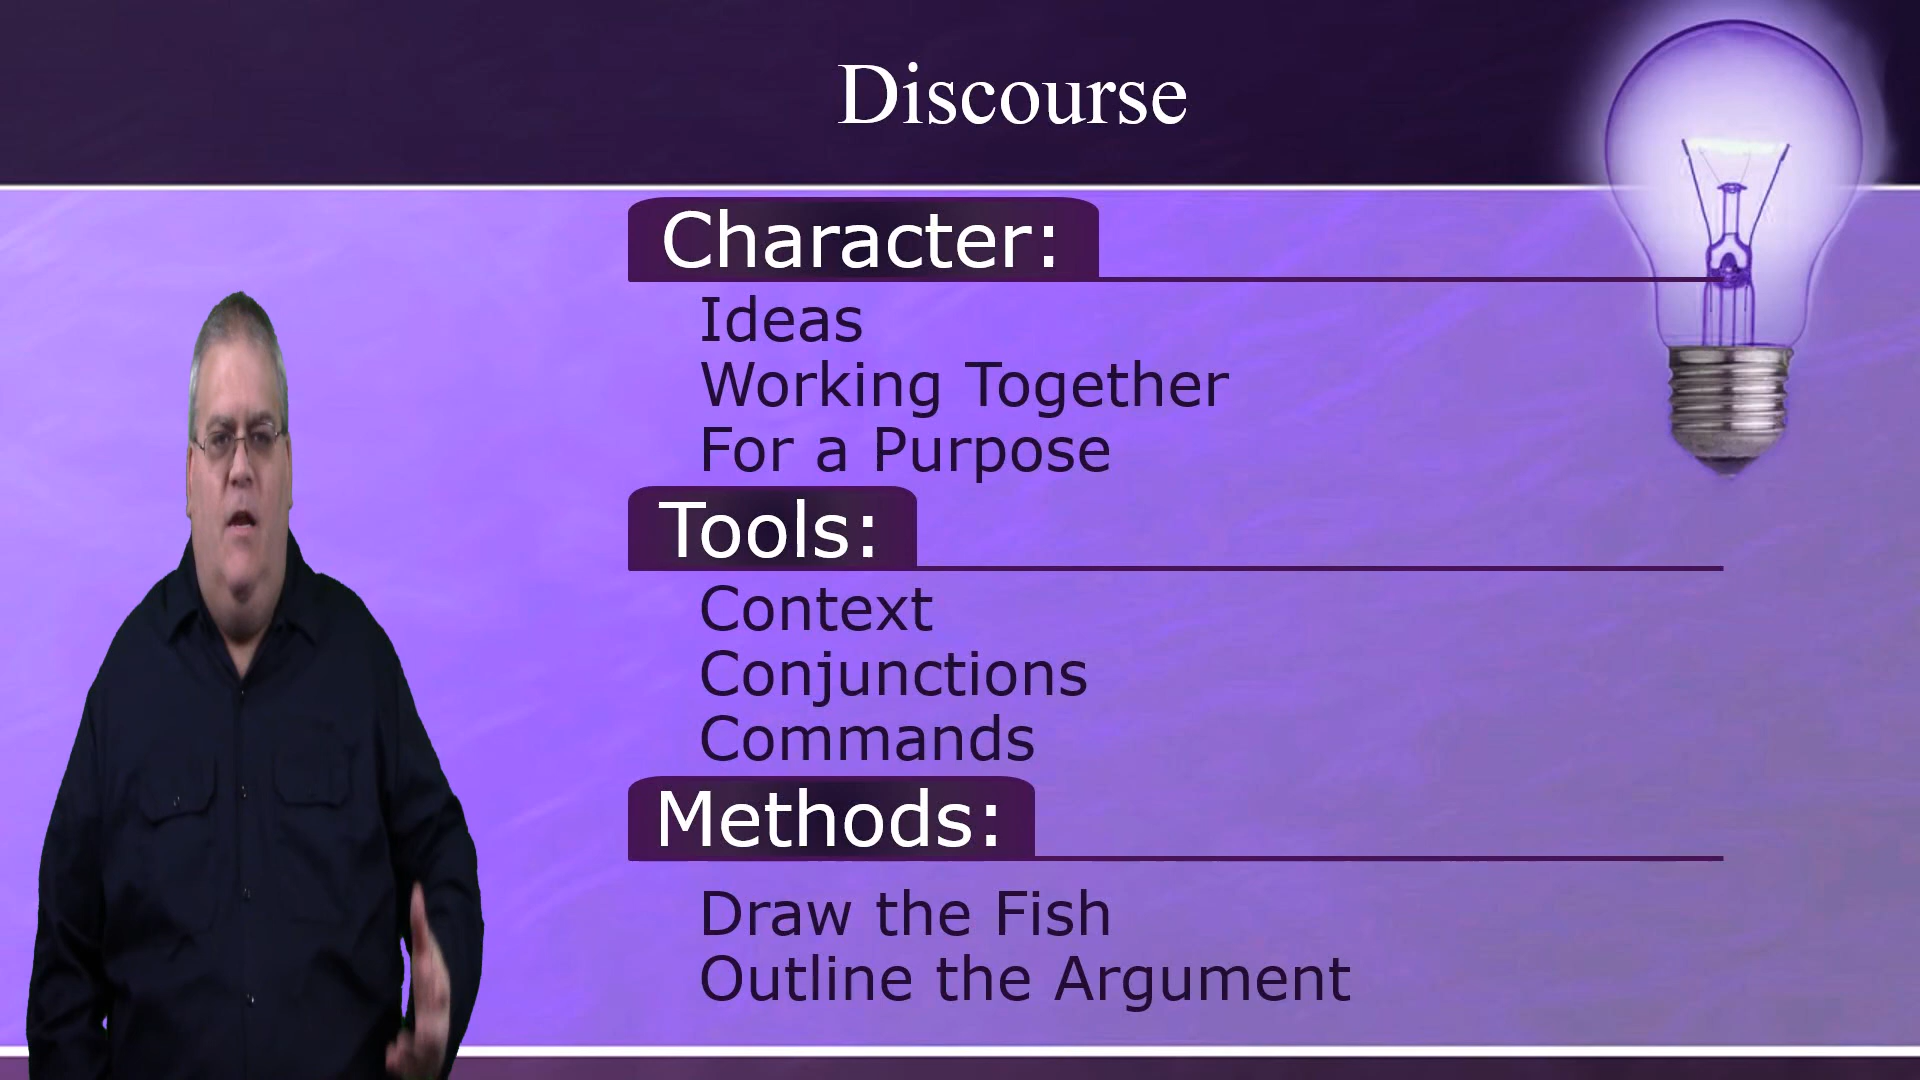 Discourse
Character:
Ideas
Working Together
For a Purpose
Tools:
Context
Conjunctions
Commands
Methods:
Draw the Fish
Outline the Argument